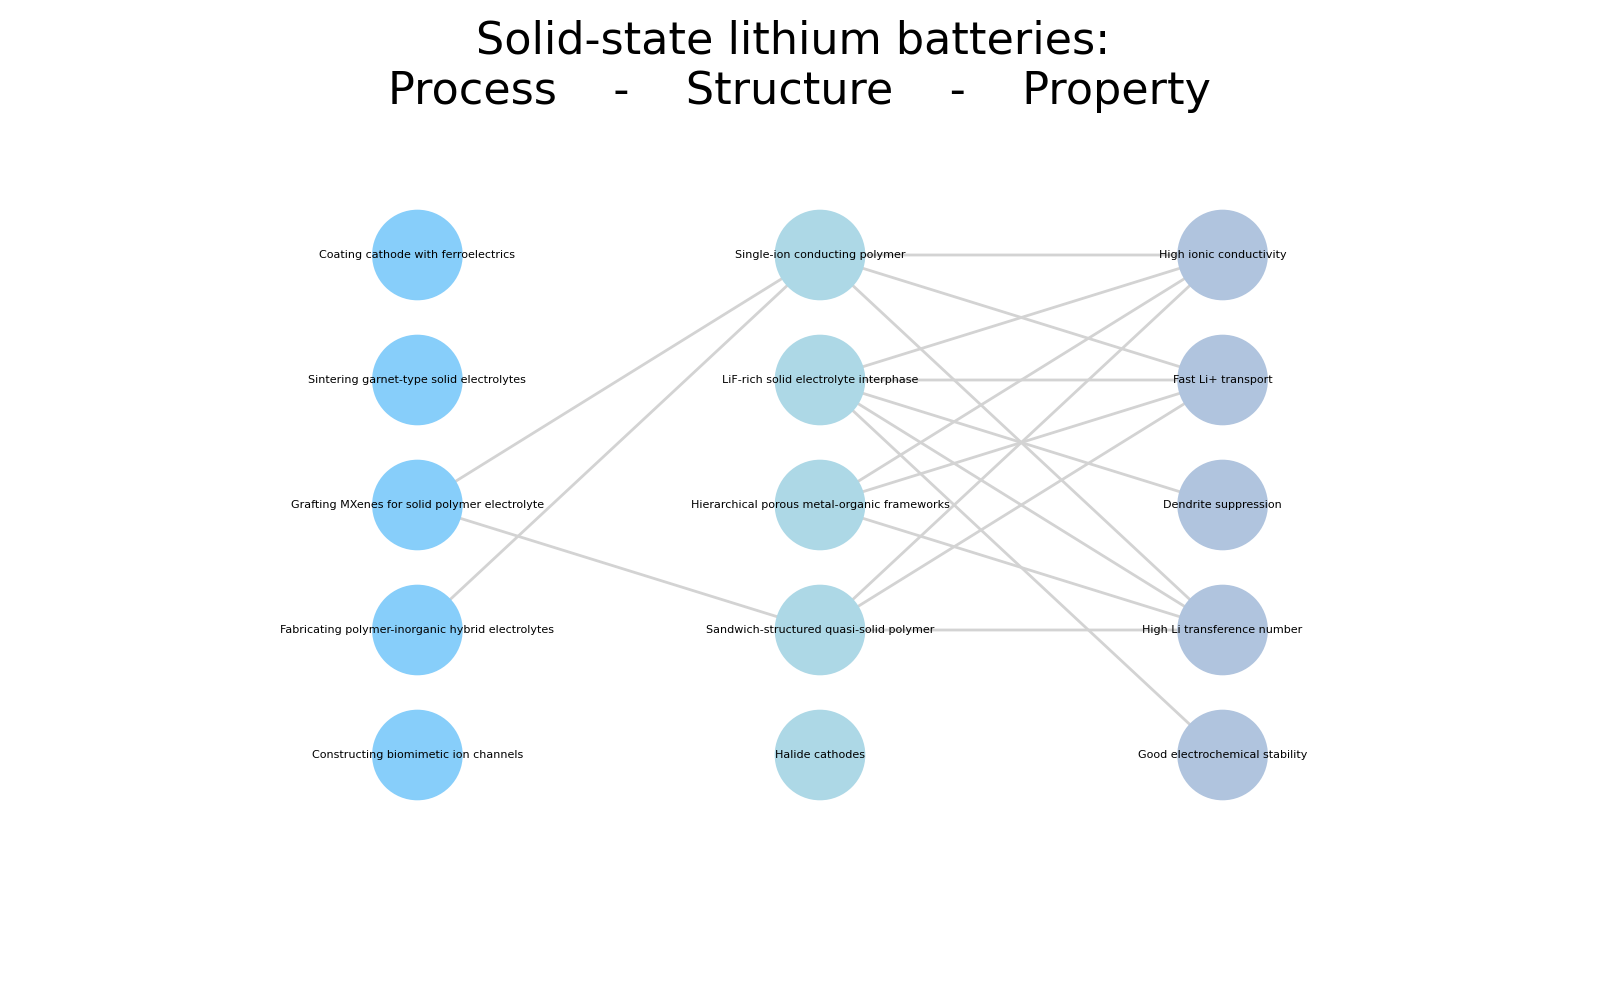 Solid-state lithium batteries:
Process - Structure - Property
Coating cathode with ferroelectrics
Single-ion conducting polymer
High ionic conductivity
Sintering garnet-type solid electrolytes
LiF-rich solid electrolyte interphase
Fast Li+ transport
Grafting MXenes for solid polymer electrolyte
Hierarchical porous metal-organic frameworks
Dendrite suppression
Fabricating polymer-inorganic hybrid electrolytes
Sandwich-structured quasi-solid polymer
High Li transference number
Constructing biomimetic ion channels
Halide cathodes
Good electrochemical stability